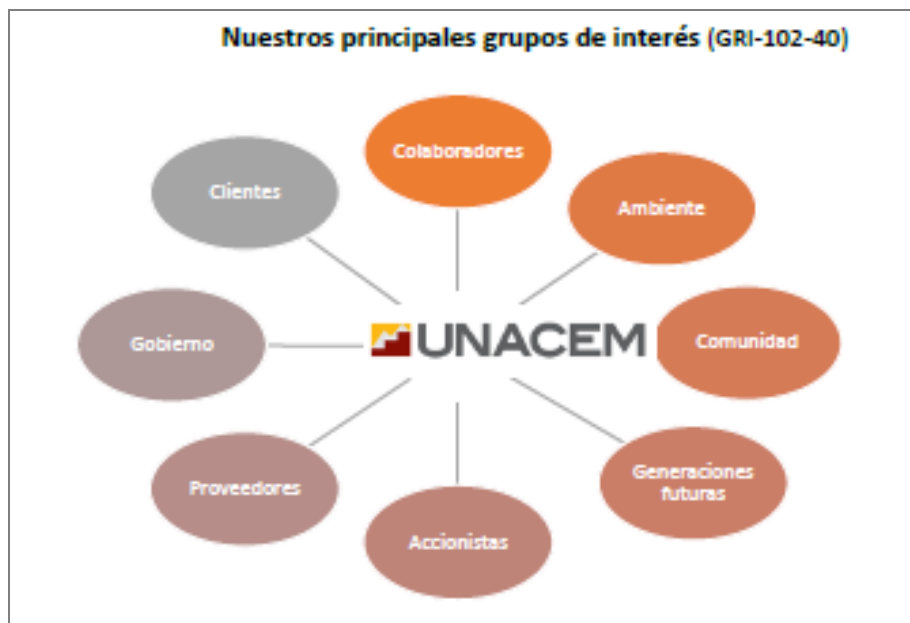 Nuestros principales grupos de interés (GRI-102-40)
Colaboradores
Clientes
Ambiente
Gobierno
UNACEM
Comunidad
Proveedores
Generaciones
futuras
Accionistas